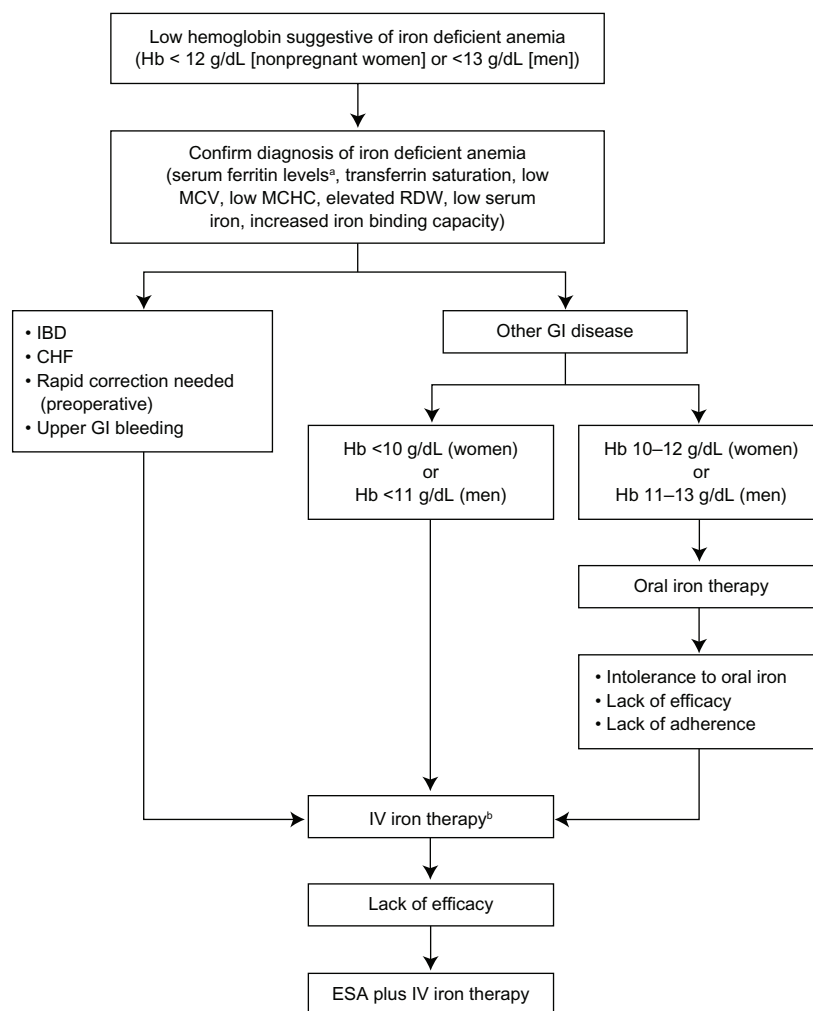 Low hemoglobin suggestive of iron deficient anemia
(Hb < 12 g/dL [nonpregnant women] or <13 g/dL [men])
Confirm diagnosis of iron deficient anemia
(serum ferritin levelsᵃ, transferrin saturation, low
MCV, low MCHC, elevated RDW, low serum
iron, increased iron binding capacity)
• IBD
• CHF
• Rapid correction needed
(preoperative)
• Upper GI bleeding
Other GI disease
Hb <10 g/dL (women)
or
Hb <11 g/dL (men)
Hb 10–12 g/dL (women)
or
Hb 11–13 g/dL (men)
Oral iron therapy
• Intolerance to oral iron
• Lack of efficacy
• Lack of adherence
IV iron therapyᵇ
Lack of efficacy
ESA plus IV iron therapy